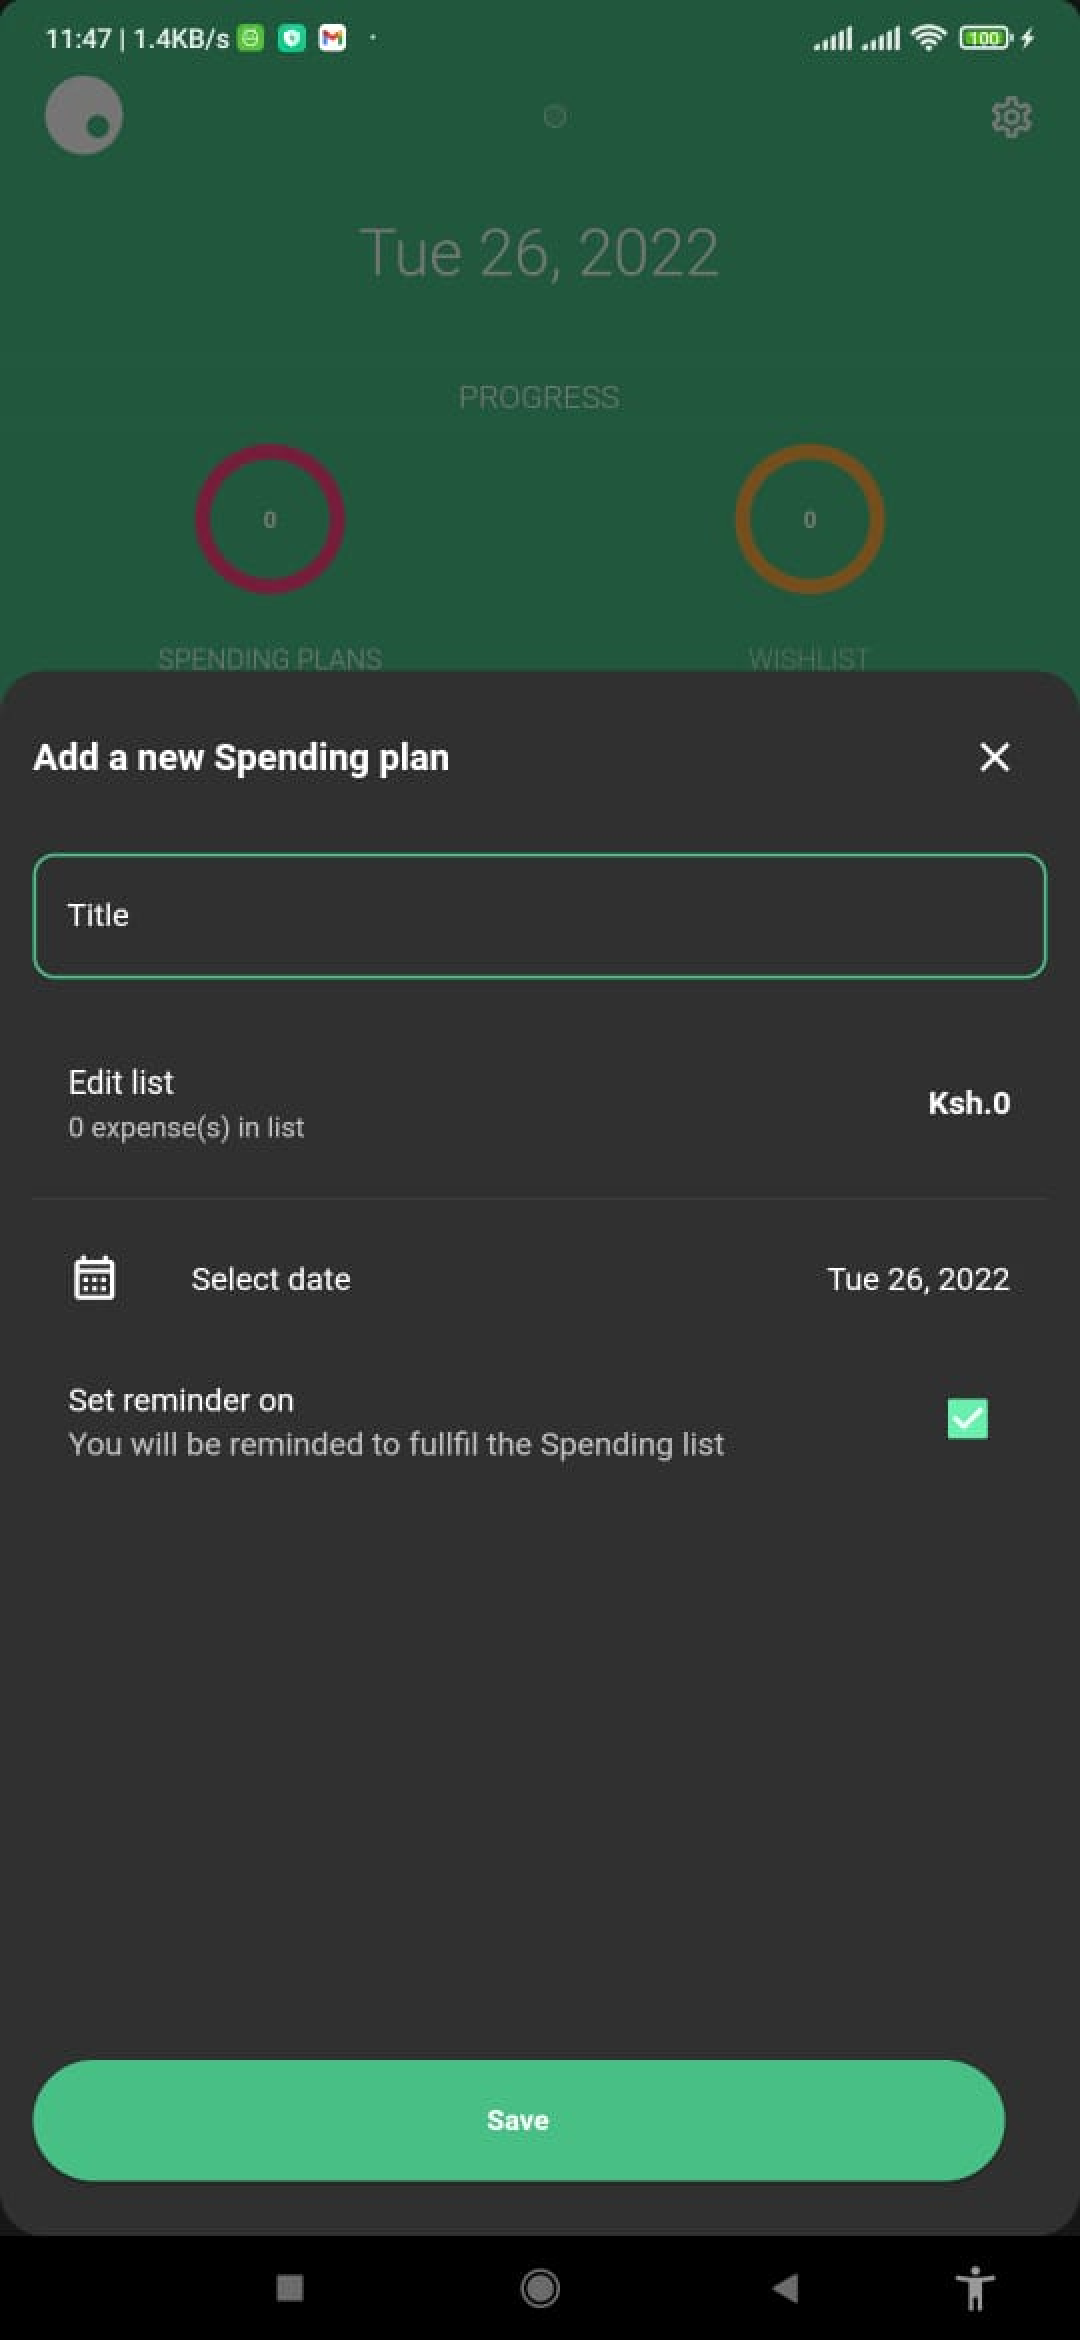 11:47 | 1.4KB/s
100
Tue 26, 2022
PROGRESS
0
0
SPENDING PLANS
WISHLIST
Add a new Spending plan
Title
Edit list
Ksh.0
0 expense(s) in list
Select date
Tue 26, 2022
Set reminder on
You will be reminded to fullfil the Spending list
Save